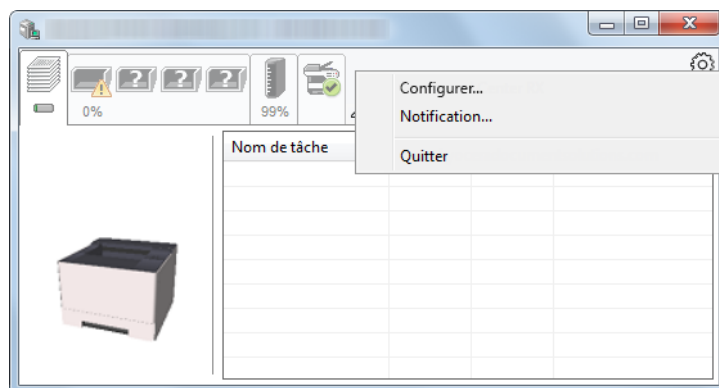 0%
? ? ?
99%
Configurer...
Notification...
Quitter
Nom de tâche